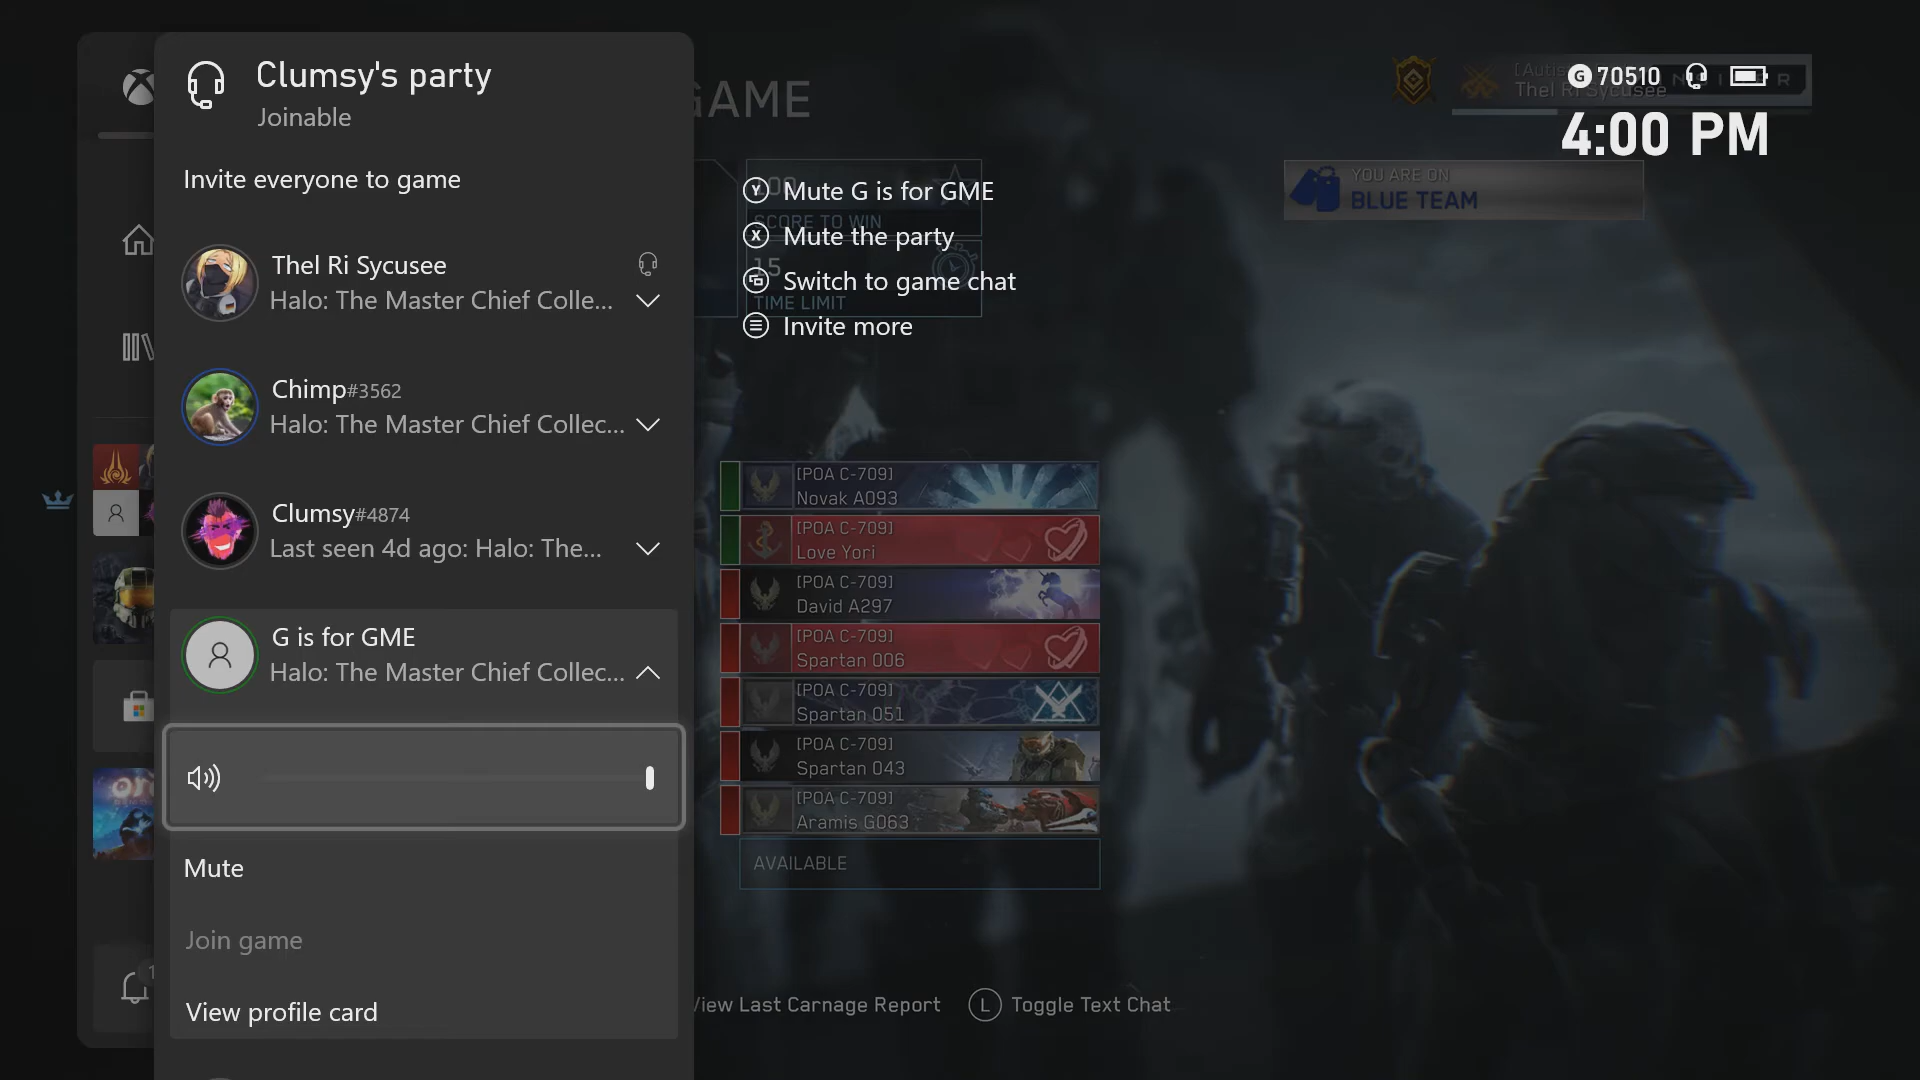 Clumsy's party
Joinable
Invite everyone to game
Thel Ri Sycusee
Halo: The Master Chief Colle...
Chimp#3562
Halo: The Master Chief Collec...
Clumsy#4874
Last seen 4d ago: Halo: The...
G is for GME
Halo: The Master Chief Collec...
Mute
Join game
View profile card
GAME
Y Mute G is for GME
SCORE TO WIN
X Mute the party
15
Switch to game chat
TIME LIMIT
Invite more
[POA C-709]
Novak A093
[POA C-709]
Love Yori
[POA C-709]
David A297
[POA C-709]
Spartan 006
[POA C-709]
Spartan 051
[POA C-709]
Spartan 043
[POA C-709]
Aramis G063
AVAILABLE
View Last Carnage Report
L Toggle Text Chat
G 70510
Thel Ri Sycusee
4:00 PM
YOU ARE ON
BLUE TEAM